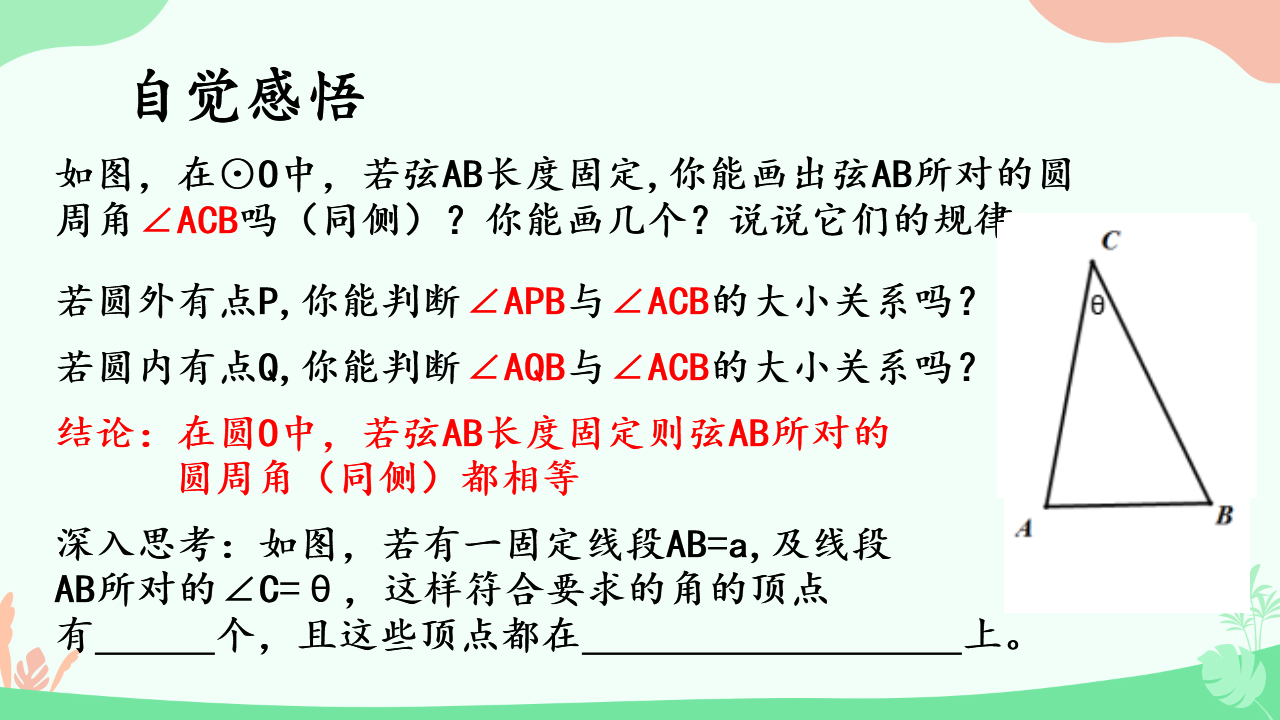 自觉感悟
如图，在⊙O中，若弦AB长度固定,你能画出弦AB所对的圆
周角∠ACB吗（同侧）？你能画几个？说说它们的规律
若圆外有点P,你能判断∠APB与∠ACB的大小关系吗？
若圆内有点Q,你能判断∠AQB与∠ACB的大小关系吗？
结论：在圆O中，若弦AB长度固定则弦AB所对的
圆周角（同侧）都相等
深入思考：如图，若有一固定线段AB=a,及线段
AB所对的∠C=θ，这样符合要求的角的顶点
有______个，且这些顶点都在___________________上。
C
θ
A
B